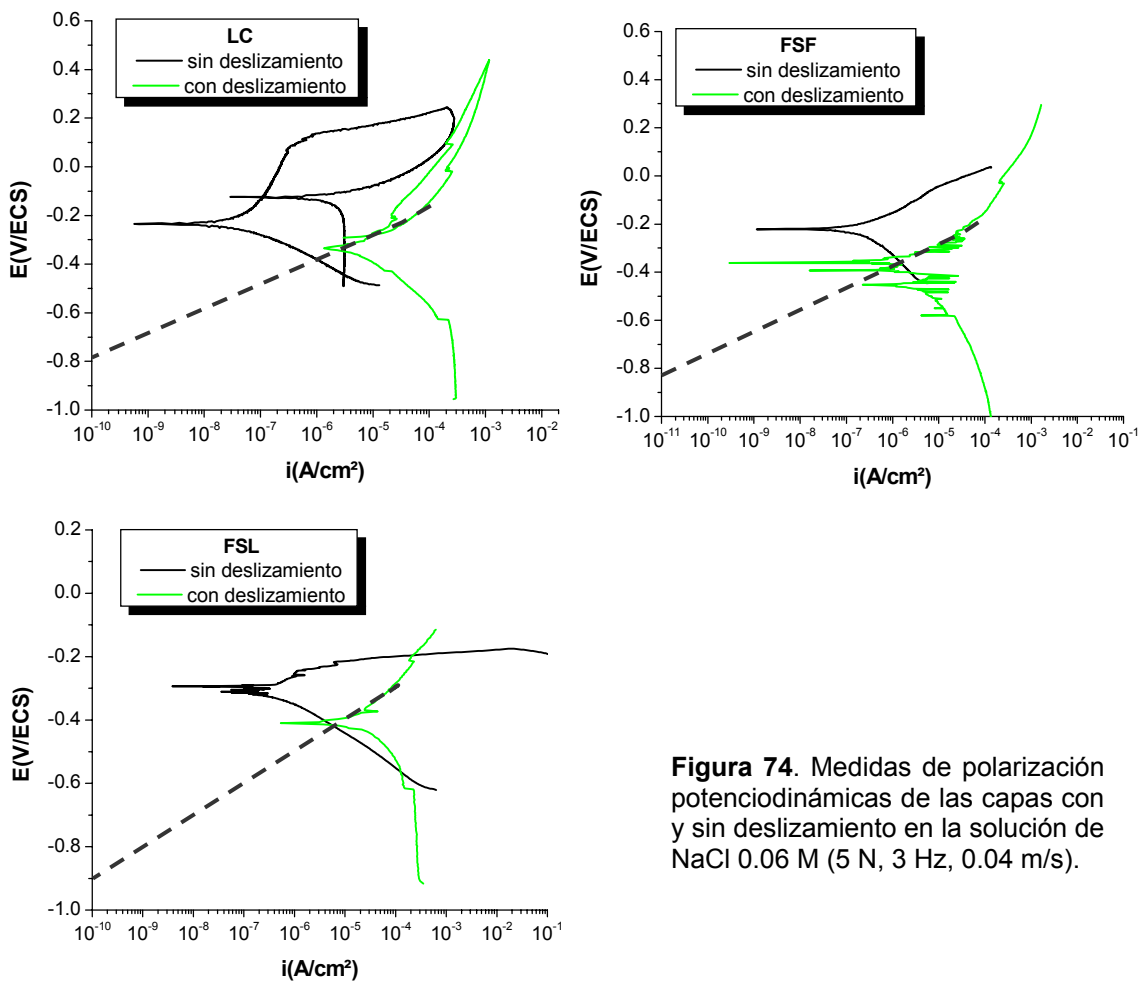 LC
sin deslizamiento
con deslizamiento
0.6
0.4
0.2
0.0
-0.2
-0.4
-0.6
-0.8
-1.0
E(V/ECS)
10⁻¹⁰ 10⁻⁹ 10⁻⁸ 10⁻⁷ 10⁻⁶ 10⁻⁵ 10⁻⁴ 10⁻³ 10⁻²
i(A/cm²)
FSF
sin deslizamiento
con deslizamiento
0.6
0.4
0.2
0.0
-0.2
-0.4
-0.6
-0.8
-1.0
E(V/ECS)
10⁻¹¹ 10⁻¹⁰ 10⁻⁹ 10⁻⁸ 10⁻⁷ 10⁻⁶ 10⁻⁵ 10⁻⁴ 10⁻³ 10⁻² 10⁻¹
i(A/cm²)
FSL
sin deslizamiento
con deslizamiento
0.2
0.0
-0.2
-0.4
-0.6
-0.8
-1.0
E(V/ECS)
10⁻¹⁰ 10⁻⁹ 10⁻⁸ 10⁻⁷ 10⁻⁶ 10⁻⁵ 10⁻⁴ 10⁻³ 10⁻² 10⁻¹
i(A/cm²)
Figura 74. Medidas de polarización
potenciodinámicas de las capas con
y sin deslizamiento en la solución de
NaCl 0.06 M (5 N, 3 Hz, 0.04 m/s).